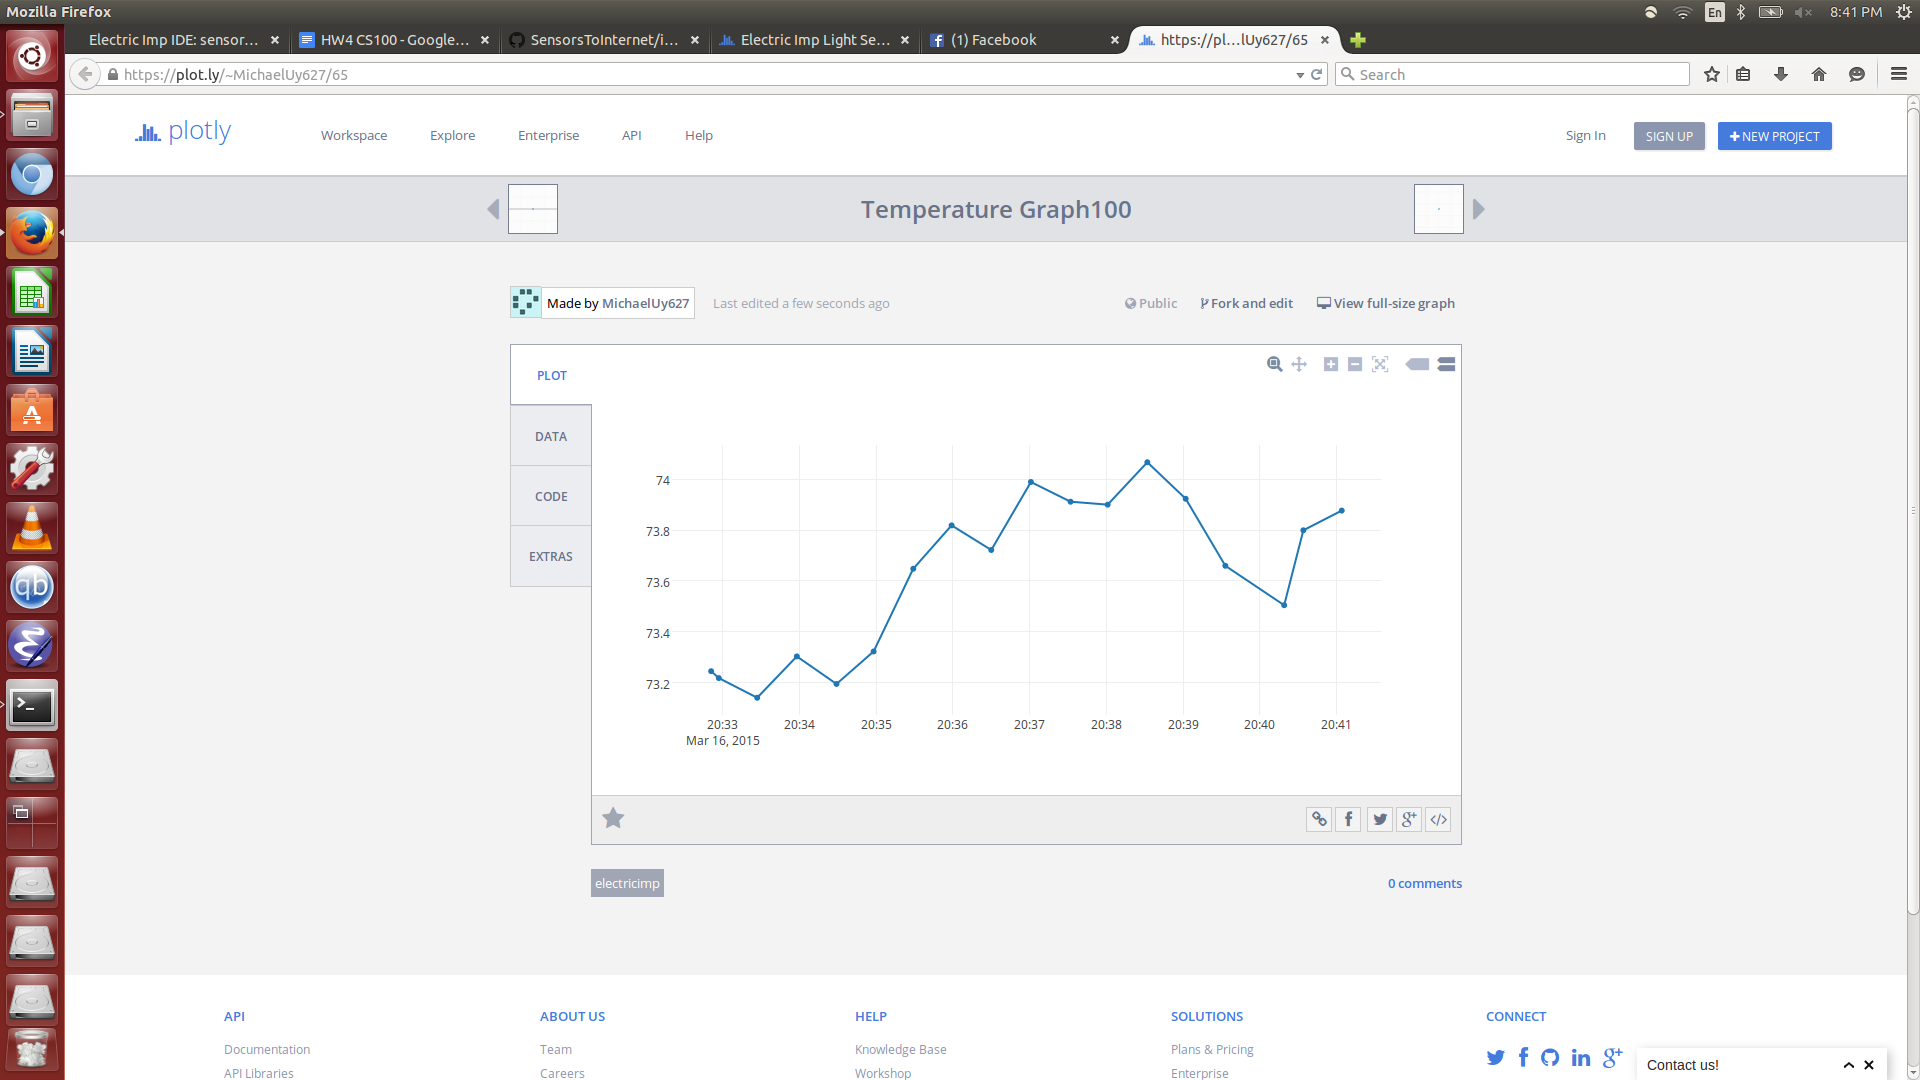 Mozilla Firefox
En
8:41 PM
Electric Imp IDE: sensor...
HW4 CS100 - Google...
SensorsToInternet/i...
Electric Imp Light Se...
(1) Facebook
https://pl...lUy627/65
https://plot.ly/~MichaelUy627/65
Search
plotly
Workspace
Explore
Enterprise
API
Help
Sign In
SIGN UP
NEW PROJECT
Temperature Graph100
Made by MichaelUy627
Last edited a few seconds ago
Public
Fork and edit
View full-size graph
PLOT
DATA
CODE
EXTRAS
74
73.8
73.6
73.4
73.2
20:33
20:34
20:35
20:36
20:37
20:38
20:39
20:40
20:41
Mar 16, 2015
electricimp
0 comments
qb
API
ABOUT US
HELP
SOLUTIONS
CONNECT
Documentation
Team
Knowledge Base
Plans & Pricing
API Libraries
Careers
Workshop
Enterprise
Contact us!